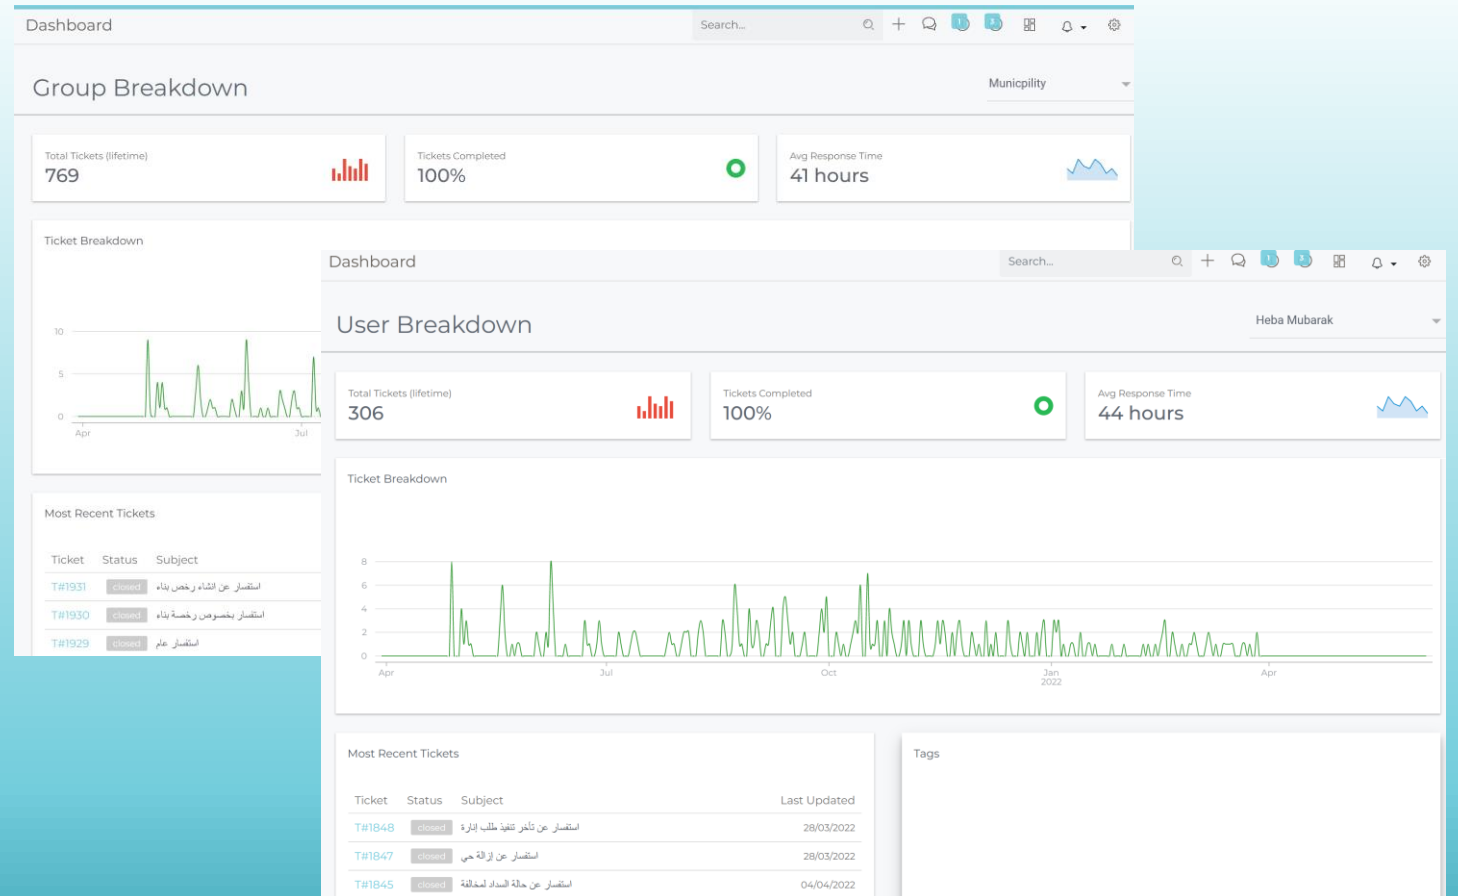 Dashboard
Search...
1
3
Group Breakdown
Municpility
Total Tickets (lifetime)
769
Tickets Completed
100%
Avg Response Time
41 hours
Ticket Breakdown
10
5
0
Apr
Jul
Most Recent Tickets
Ticket Status Subject
T#1931 closed استفسار عن انشاء رخص بناء
T#1930 closed استفسار بخصوص رخصة بناء
T#1929 closed استفسار عام
Dashboard
Search...
1
3
User Breakdown
Heba Mubarak
Total Tickets (lifetime)
306
Tickets Completed
100%
Avg Response Time
44 hours
Ticket Breakdown
8
6
4
2
0
Apr
Jul
Oct
Jan
2022
Apr
Most Recent Tickets
Ticket Status Subject Last Updated
T#1848 closed استفسار عن تأخر تنفيذ طلب إنارة 28/03/2022
T#1847 closed استفسار عن إزالة حي 28/03/2022
T#1845 closed استفسار عن حالة السداد لمخالفة 04/04/2022
Tags